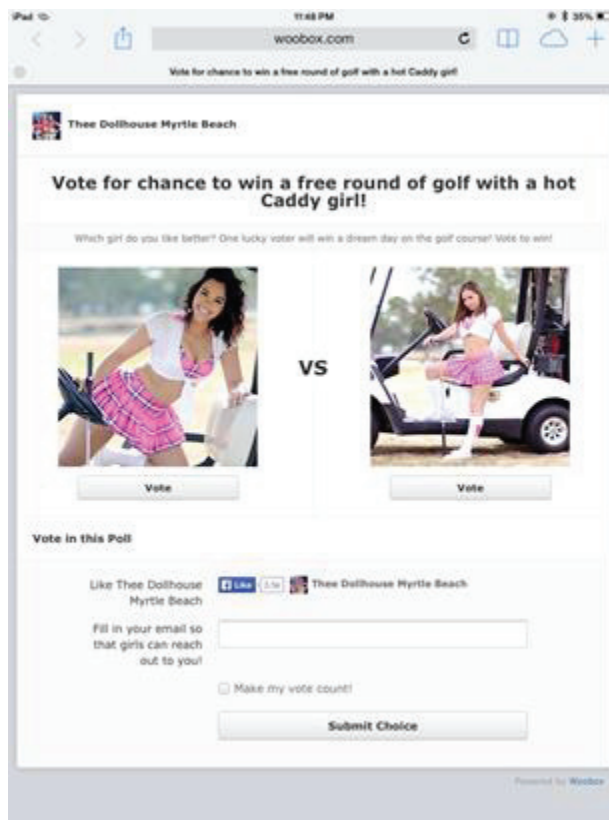 iPad
11:48 PM
35%
woobox.com
Vote for chance to win a free round of golf with a hot Caddy girl!
Thee Dollhouse Myrtle Beach
Vote for chance to win a free round of golf with a hot
Caddy girl!
Which girl do you like better? One lucky voter will win a dream day on the golf course! Vote to win!
VS
Vote
Vote
Vote in this Poll
Like Thee Dollhouse
Myrtle Beach
Like
Thee Dollhouse Myrtle Beach
Fill in your email so
that girls can reach
out to you!
Make my vote count!
Submit Choice
Powered by Woobox